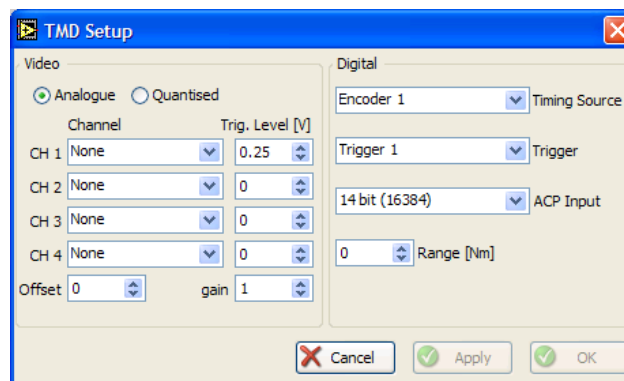 TMD Setup
Video
Analogue Quantised
Channel Trig. Level [V]
CH 1 None 0.25
CH 2 None 0
CH 3 None 0
CH 4 None 0
Offset 0 gain 1
Digital
Encoder 1 Timing Source
Trigger 1 Trigger
14 bit (16384) ACP Input
0 Range [Nm]
Cancel Apply OK